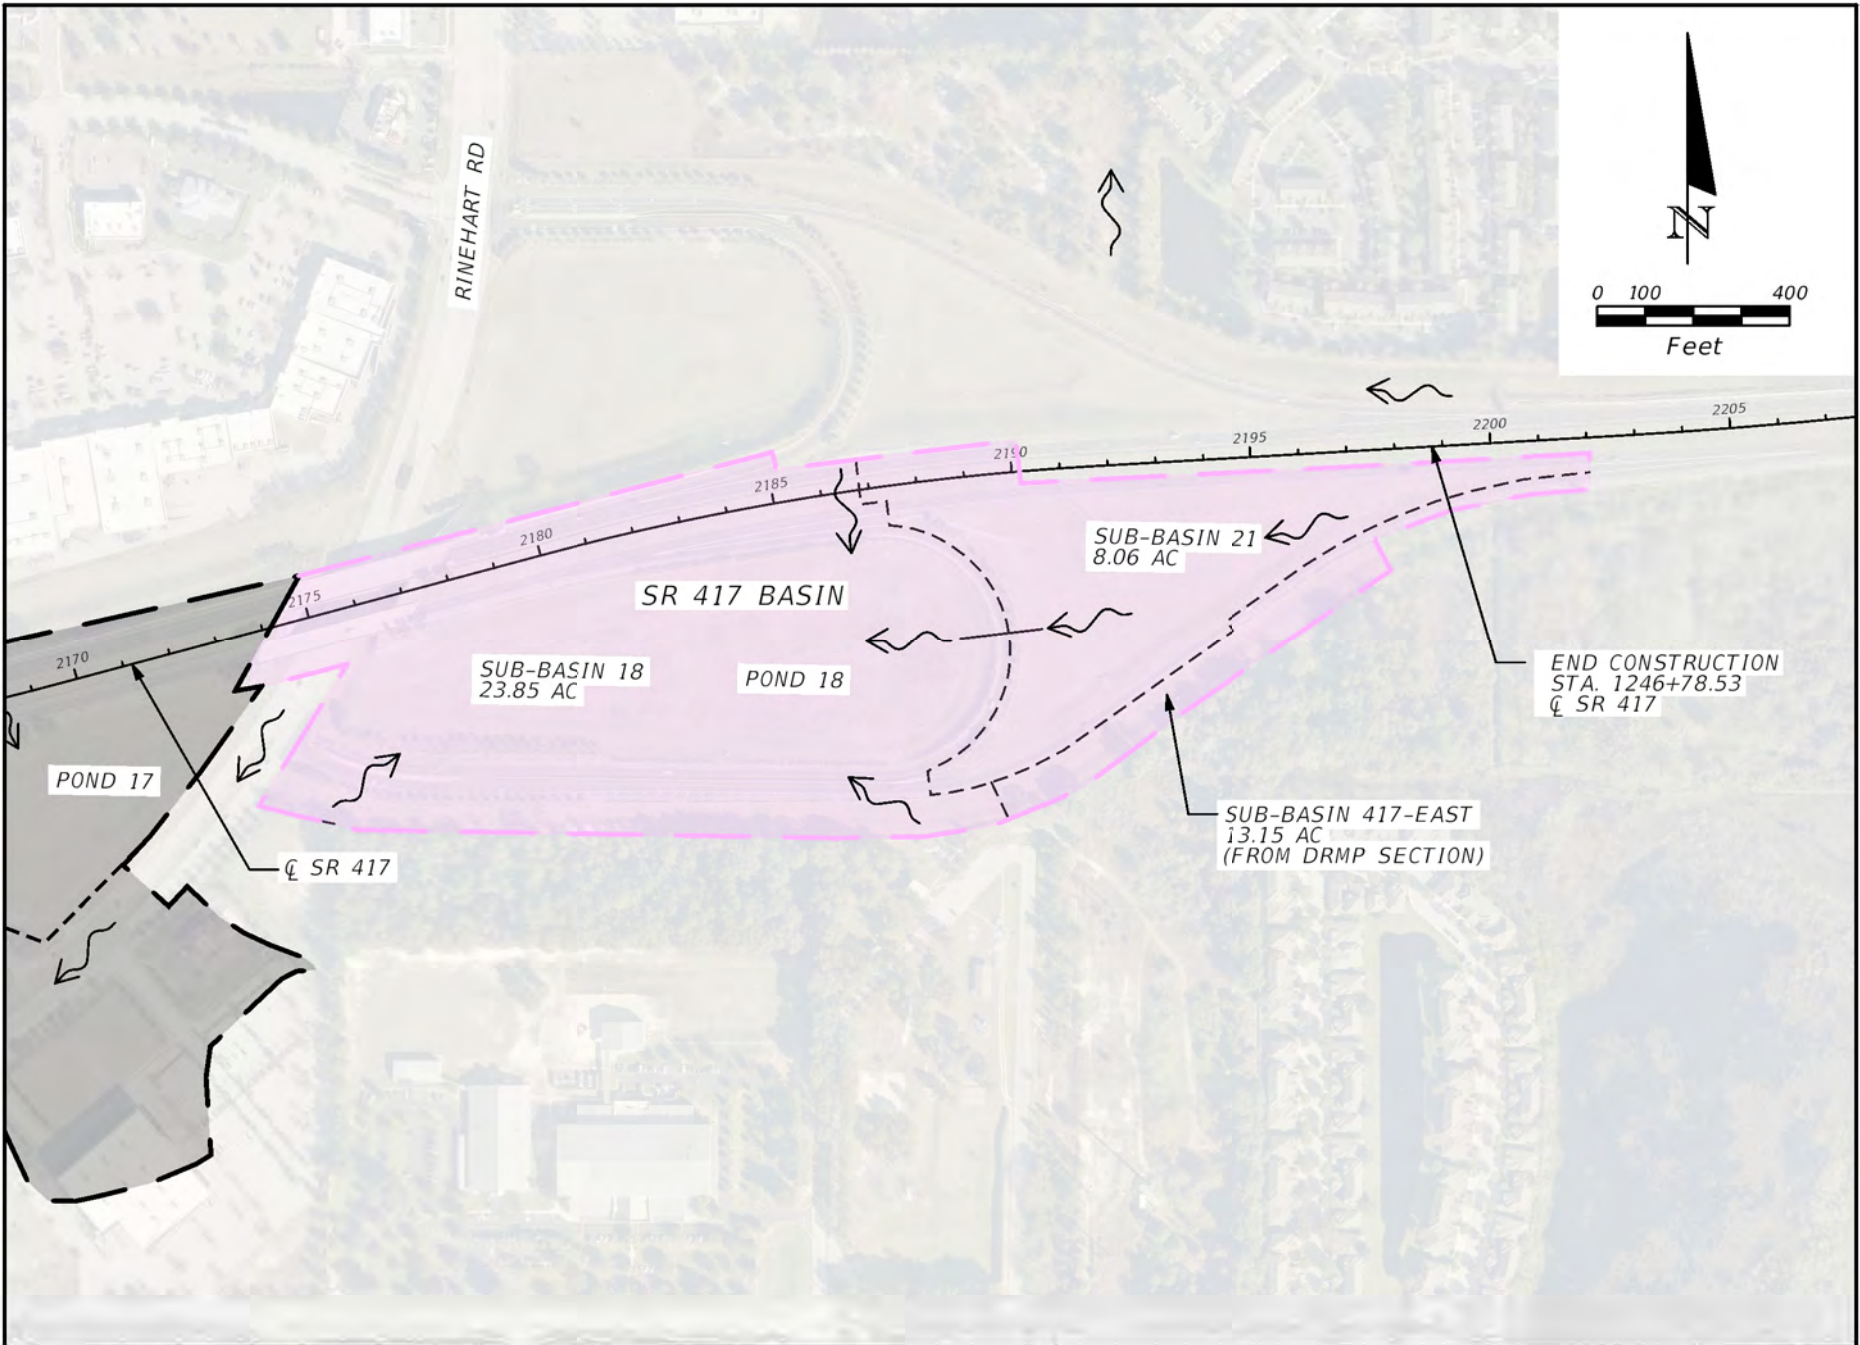 RINEHART RD
N
0 100 400
Feet
2205
2200
2195
2190
2185
2180
2175
2170
SUB-BASIN 21
8.06 AC
SR 417 BASIN
SUB-BASIN 18
23.85 AC
POND 18
END CONSTRUCTION
STA. 1246+78.53
℄ SR 417
POND 17
SUB-BASIN 417-EAST
13.15 AC
(FROM DRMP SECTION)
℄ SR 417